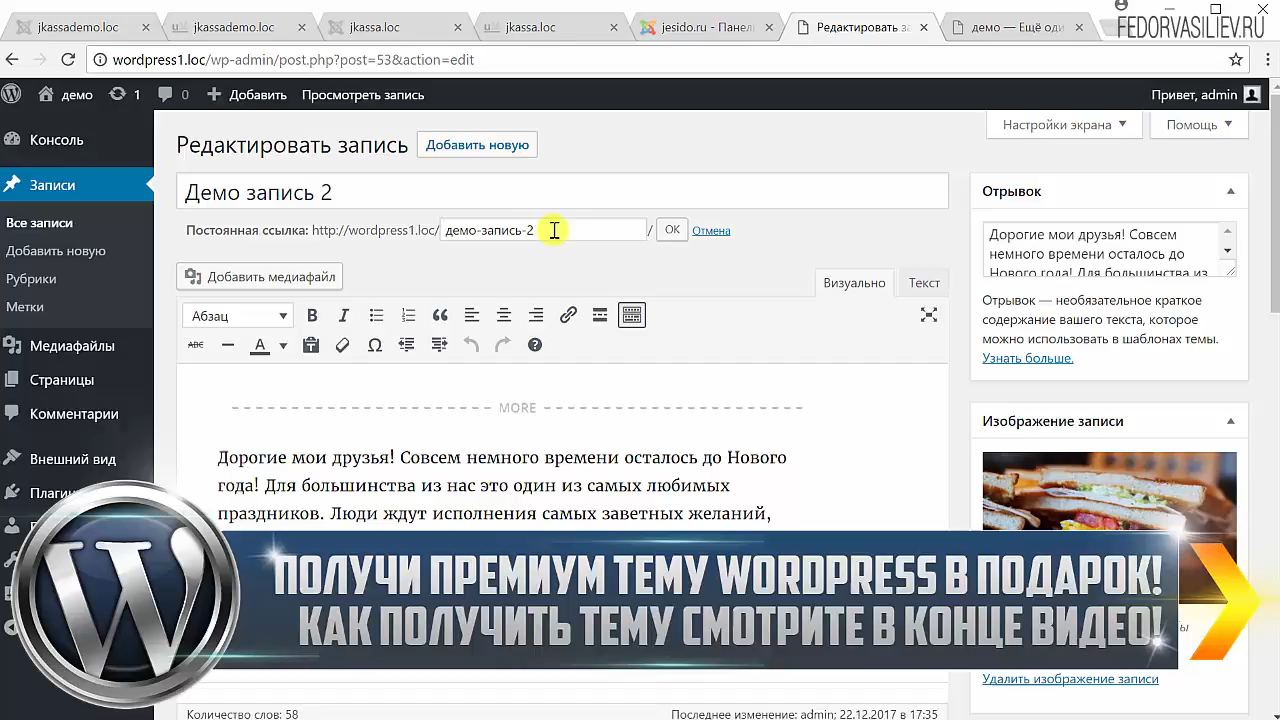 jkassademo.loc
jkassademo.loc
jkassa.loc
jkassa.loc
jesido.ru - Панел
Редактировать з
демо — Ещё оди
FEDORVASILIEV.RU
wordpress1.loc/wp-admin/post.php?post=53&action=edit
демо
1
0
Добавить
Просмотреть запись
Привет, admin
Консоль
Записи
Все записи
Добавить новую
Рубрики
Метки
Медиафайлы
Страницы
Комментарии
Внешний вид
Плагин
Настройки экрана
Помощь
Редактировать запись
Добавить новую
Демо запись 2
Постоянная ссылка: http://wordpress1.loc/ демо-запись-2 / OK Отмена
Добавить медиафайл
Визуально
Текст
Абзац
B I
ABC
A
MORE
Дорогие мои друзья! Совсем немного времени осталось до Нового
года! Для большинства из нас это один из самых любимых
праздников. Люди ждут исполнения самых заветных желаний,
Отрывок
Дорогие мои друзья! Совсем
немного времени осталось до
Нового года! Для большинства из
Отрывок — необязательное краткое
содержание вашего текста, которое
можно использовать в шаблонах темы.
Узнать больше.
Изображение записи
Удалить изображение записи
W
ПОЛУЧИ ПРЕМИУМ ТЕМУ WORDPRESS В ПОДАРОК!
КАК ПОЛУЧИТЬ ТЕМУ СМОТРИТЕ В КОНЦЕ ВИДЕО!
Количество слов: 58
Последнее изменение: admin; 22.12.2017 в 17:35